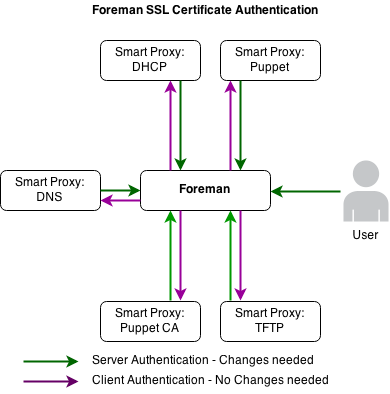 Foreman SSL Certificate Authentication
Smart Proxy:
DHCP
Smart Proxy:
Puppet
Smart Proxy:
DNS
Foreman
User
Smart Proxy:
Puppet CA
Smart Proxy:
TFTP
Server Authentication - Changes needed
Client Authentication - No Changes needed